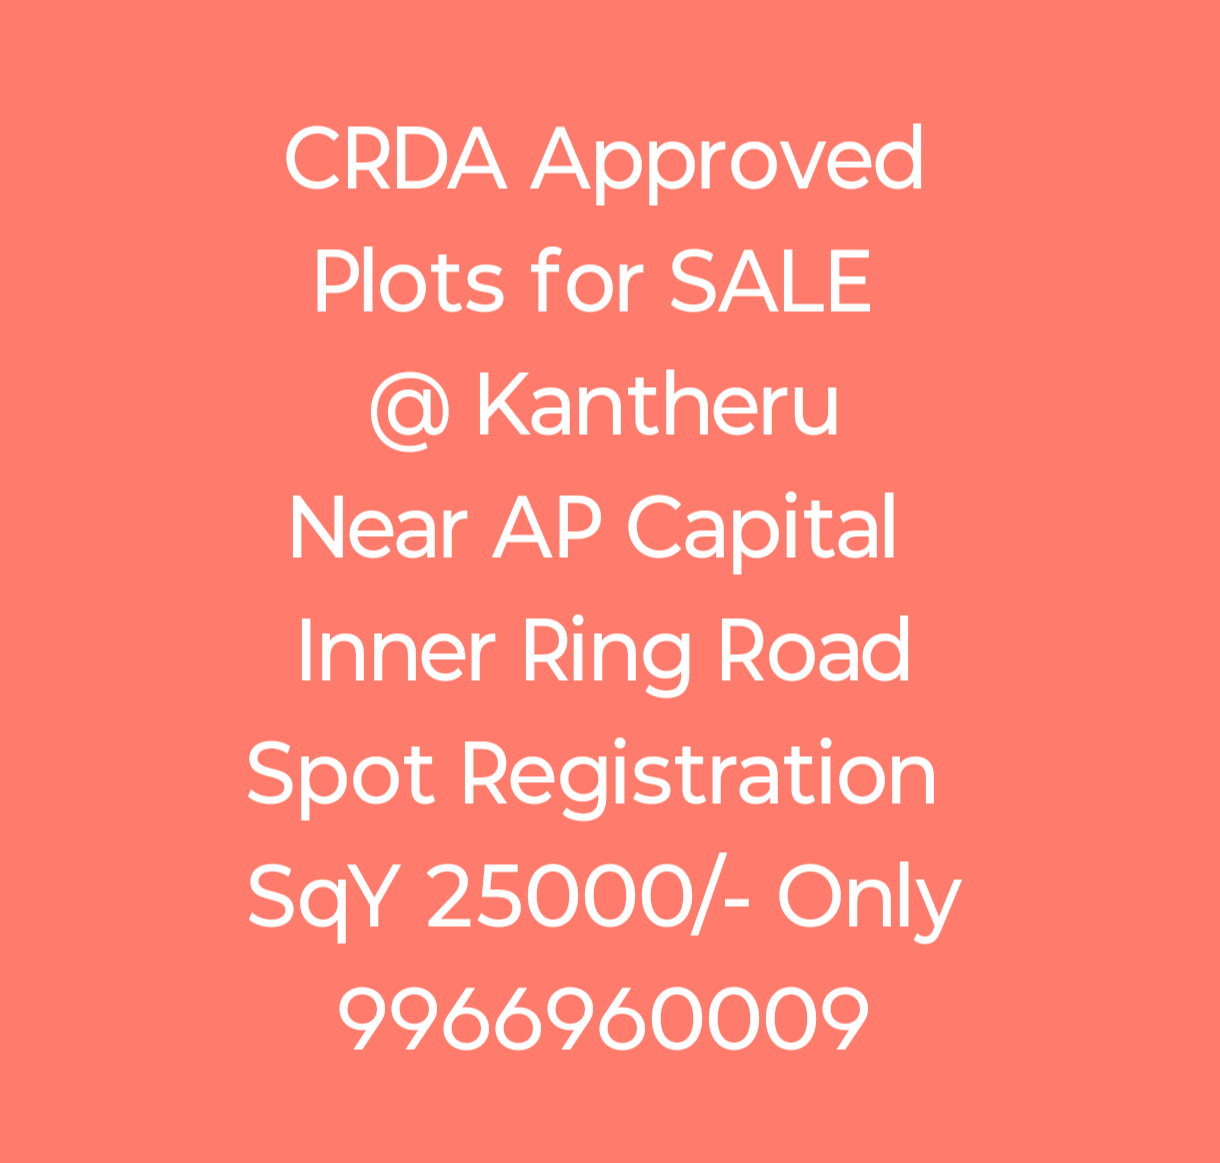 CRDA Approved
Plots for SALE
@ Kantheru
Near AP Capital
Inner Ring Road
Spot Registration
SqY 25000/- Only
9966960009